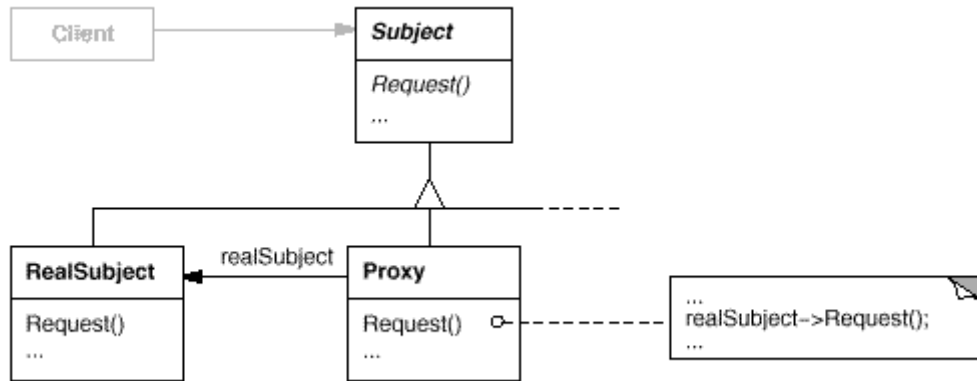 Client
Subject
Request()
...
realSubject
RealSubject
Request()
...
Proxy
Request()
...
...
realSubject->Request();
...